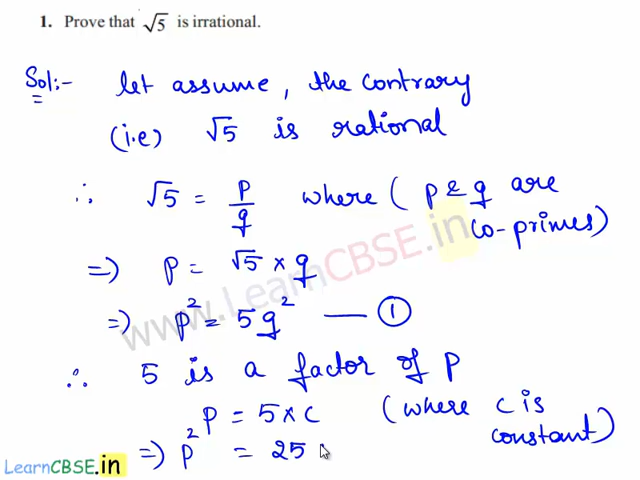 1. Prove that √5 is irrational.
Sol:- let assume, the contrary
(i.e) √5 is rational
∴ √5 = p/q where (p & q are
co-primes)
=) p = √5 × q
=) p² = 5q² — ①
∴ 5 is a factor of p
p = 5 × c (where c is
constant)
=) p² = 25
www.LearnCBSE.in
LearnCBSE.in